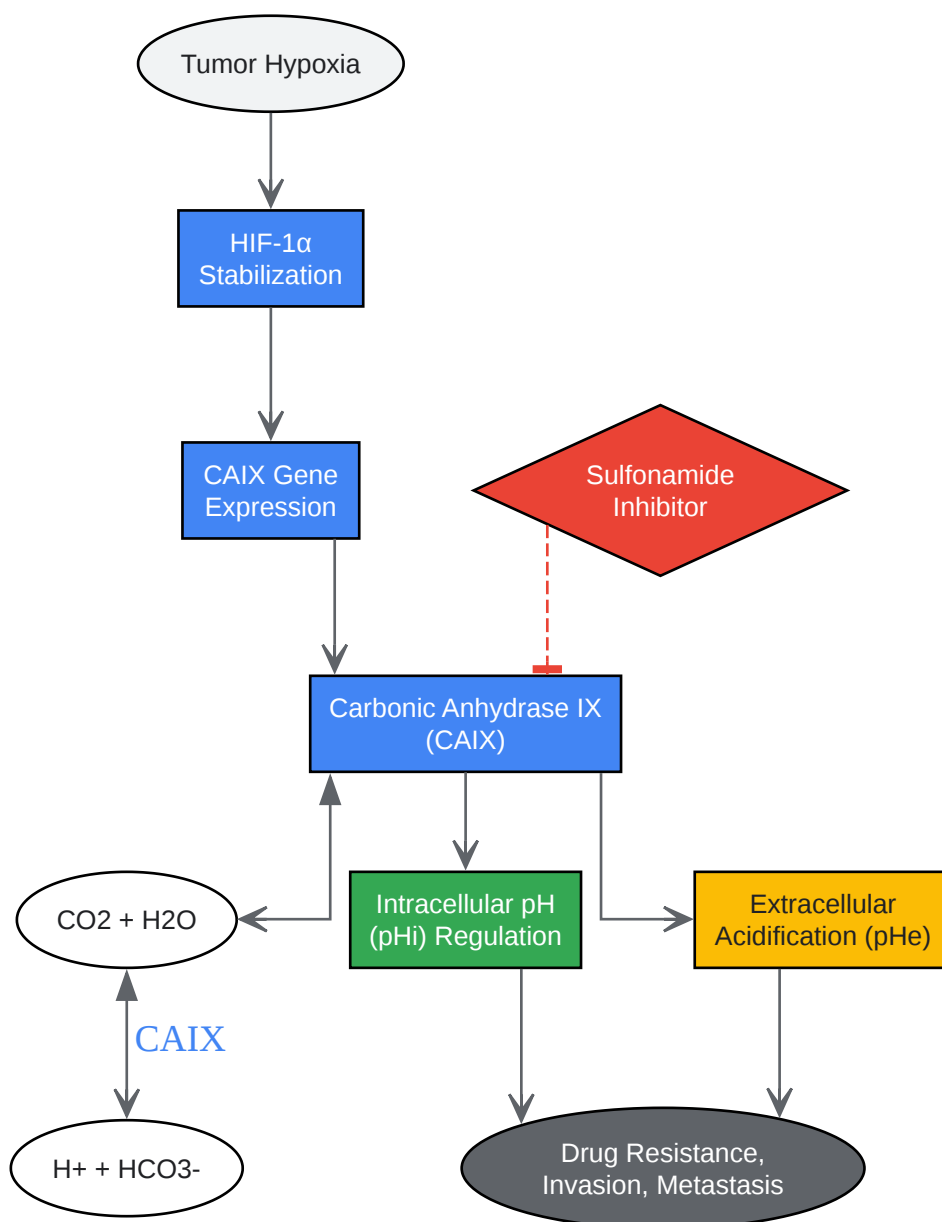 Tumor Hypoxia
HIF-1α
Stabilization
CAIX Gene
Expression
Sulfonamide
Inhibitor
Carbonic Anhydrase IX
(CAIX)
CO2 + H2O
Intracellular pH
(pHi) Regulation
Extracellular
Acidification (pHe)
CAIX
H+ + HCO3-
Drug Resistance,
Invasion, Metastasis